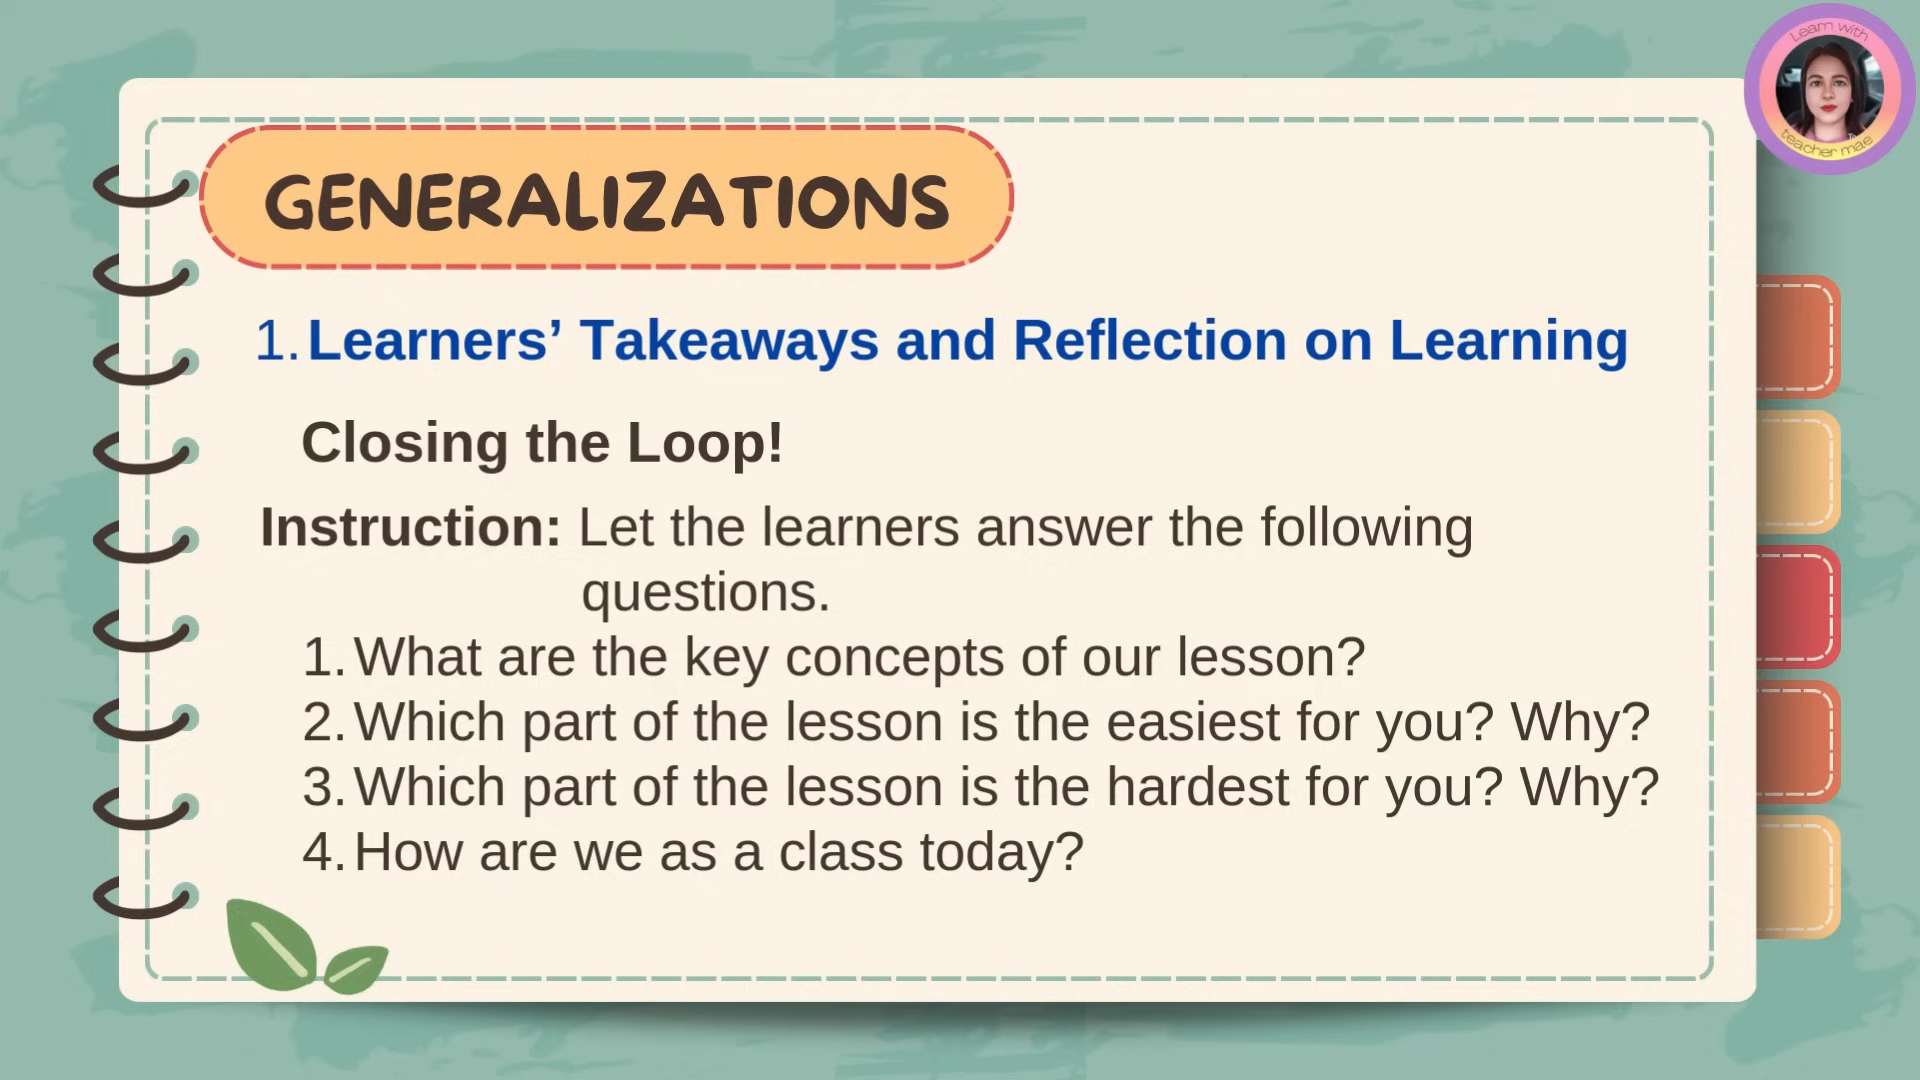 Learn with
teacher mae
GENERALIZATIONS
1. Learners’ Takeaways and Reflection on Learning
Closing the Loop!
Instruction: Let the learners answer the following
questions.
1. What are the key concepts of our lesson?
2. Which part of the lesson is the easiest for you? Why?
3. Which part of the lesson is the hardest for you? Why?
4. How are we as a class today?